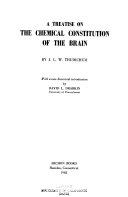 A TREATISE ON
THE CHEMICAL CONSTITUTION
OF THE BRAIN
BY J. L. W. THUDICHUM
With a new historical introduction
by
DAVID L. DRABKIN
University of Pennsylvania
ARCHON BOOKS
Hamden, Connecticut
1962